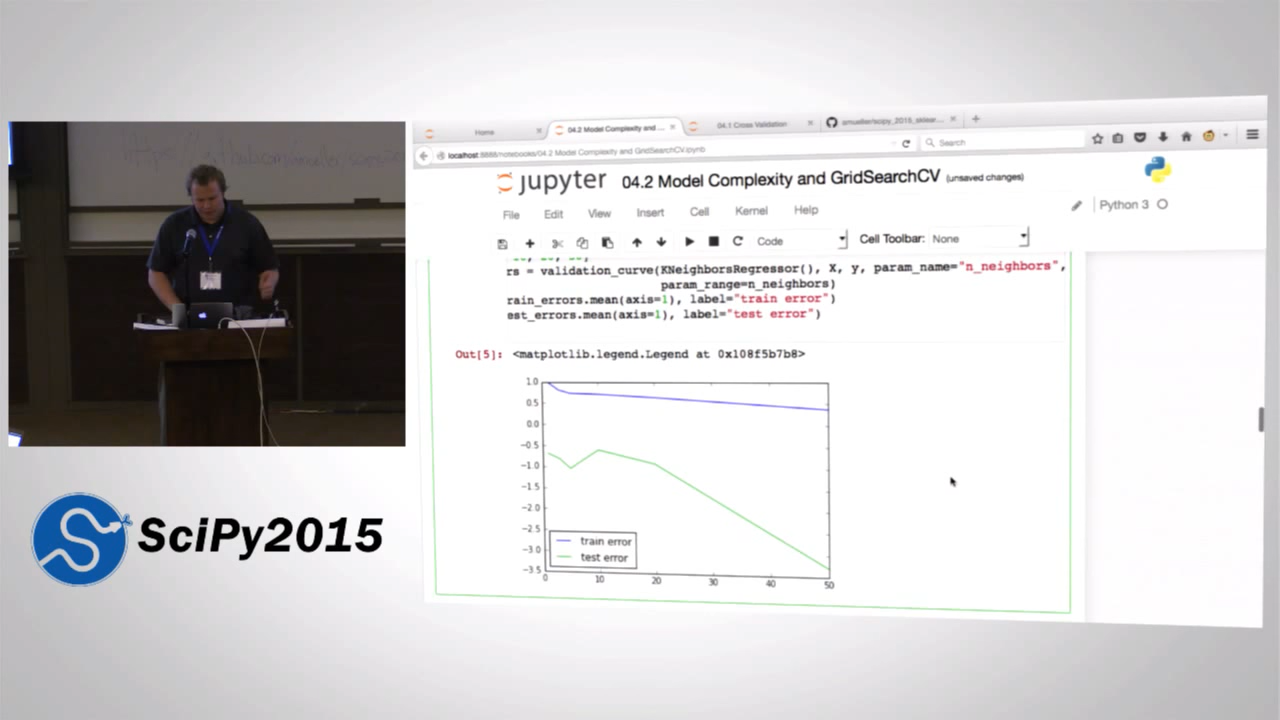 Home
04.2 Model Complexity and ...
04.1 Cross Validation
amueller/scipy_2015_sklear...
localhost:8888/notebooks/04.2 Model Complexity and GridSearchCV.ipynb
Search
jupyter 04.2 Model Complexity and GridSearchCV (unsaved changes)
File Edit View Insert Cell Kernel Help
Python 3
Code
Cell Toolbar: None
rs = validation_curve(KNeighborsRegressor(), X, y, param_name="n_neighbors",
param_range=n_neighbors)
rain_errors.mean(axis=1), label="train error")
est_errors.mean(axis=1), label="test error")
Out[5]: <matplotlib.legend.Legend at 0x108f5b7b8>
1.0
0.5
0.0
−0.5
−1.0
−1.5
−2.0
−2.5
−3.0
−3.5
train error
test error
0 10 20 30 40 50
SciPy2015